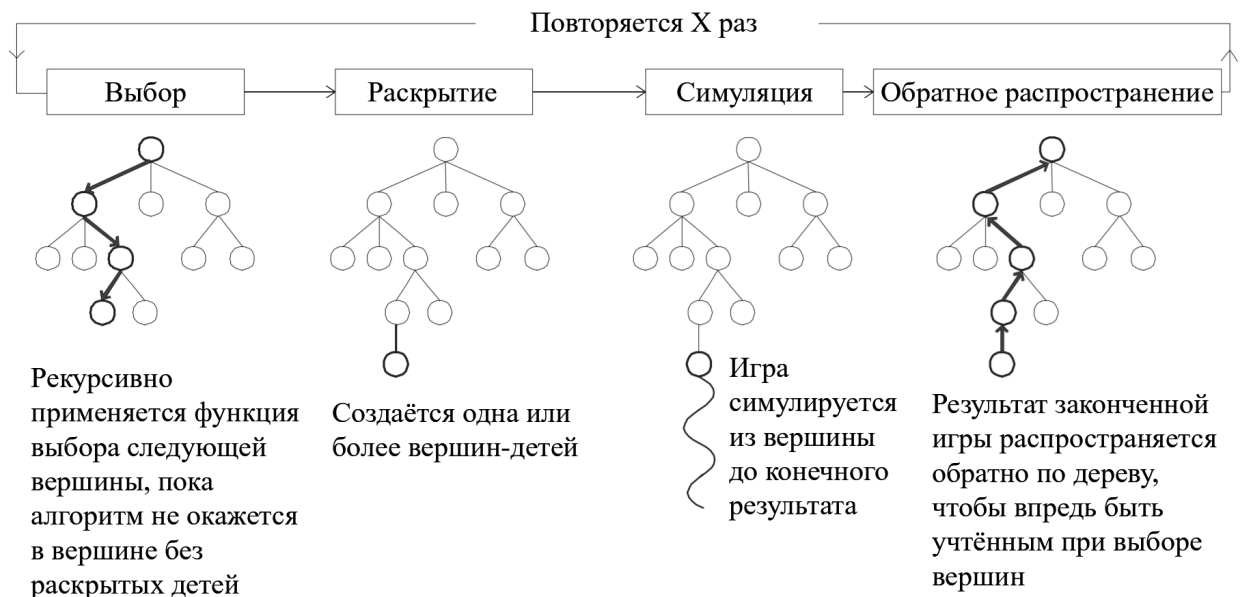 Повторяется X раз
Выбор
Раскрытие
Симуляция
Обратное распространение
Рекурсивно
применяется функция
выбора следующей
вершины, пока
алгоритм не окажется
в вершине без
раскрытых детей
Создаётся одна или
более вершин-детей
Игра
симулируется
из вершины
до конечного
результата
Результат законченной
игры распространяется
обратно по дереву,
чтобы впредь быть
учтённым при выборе
вершин